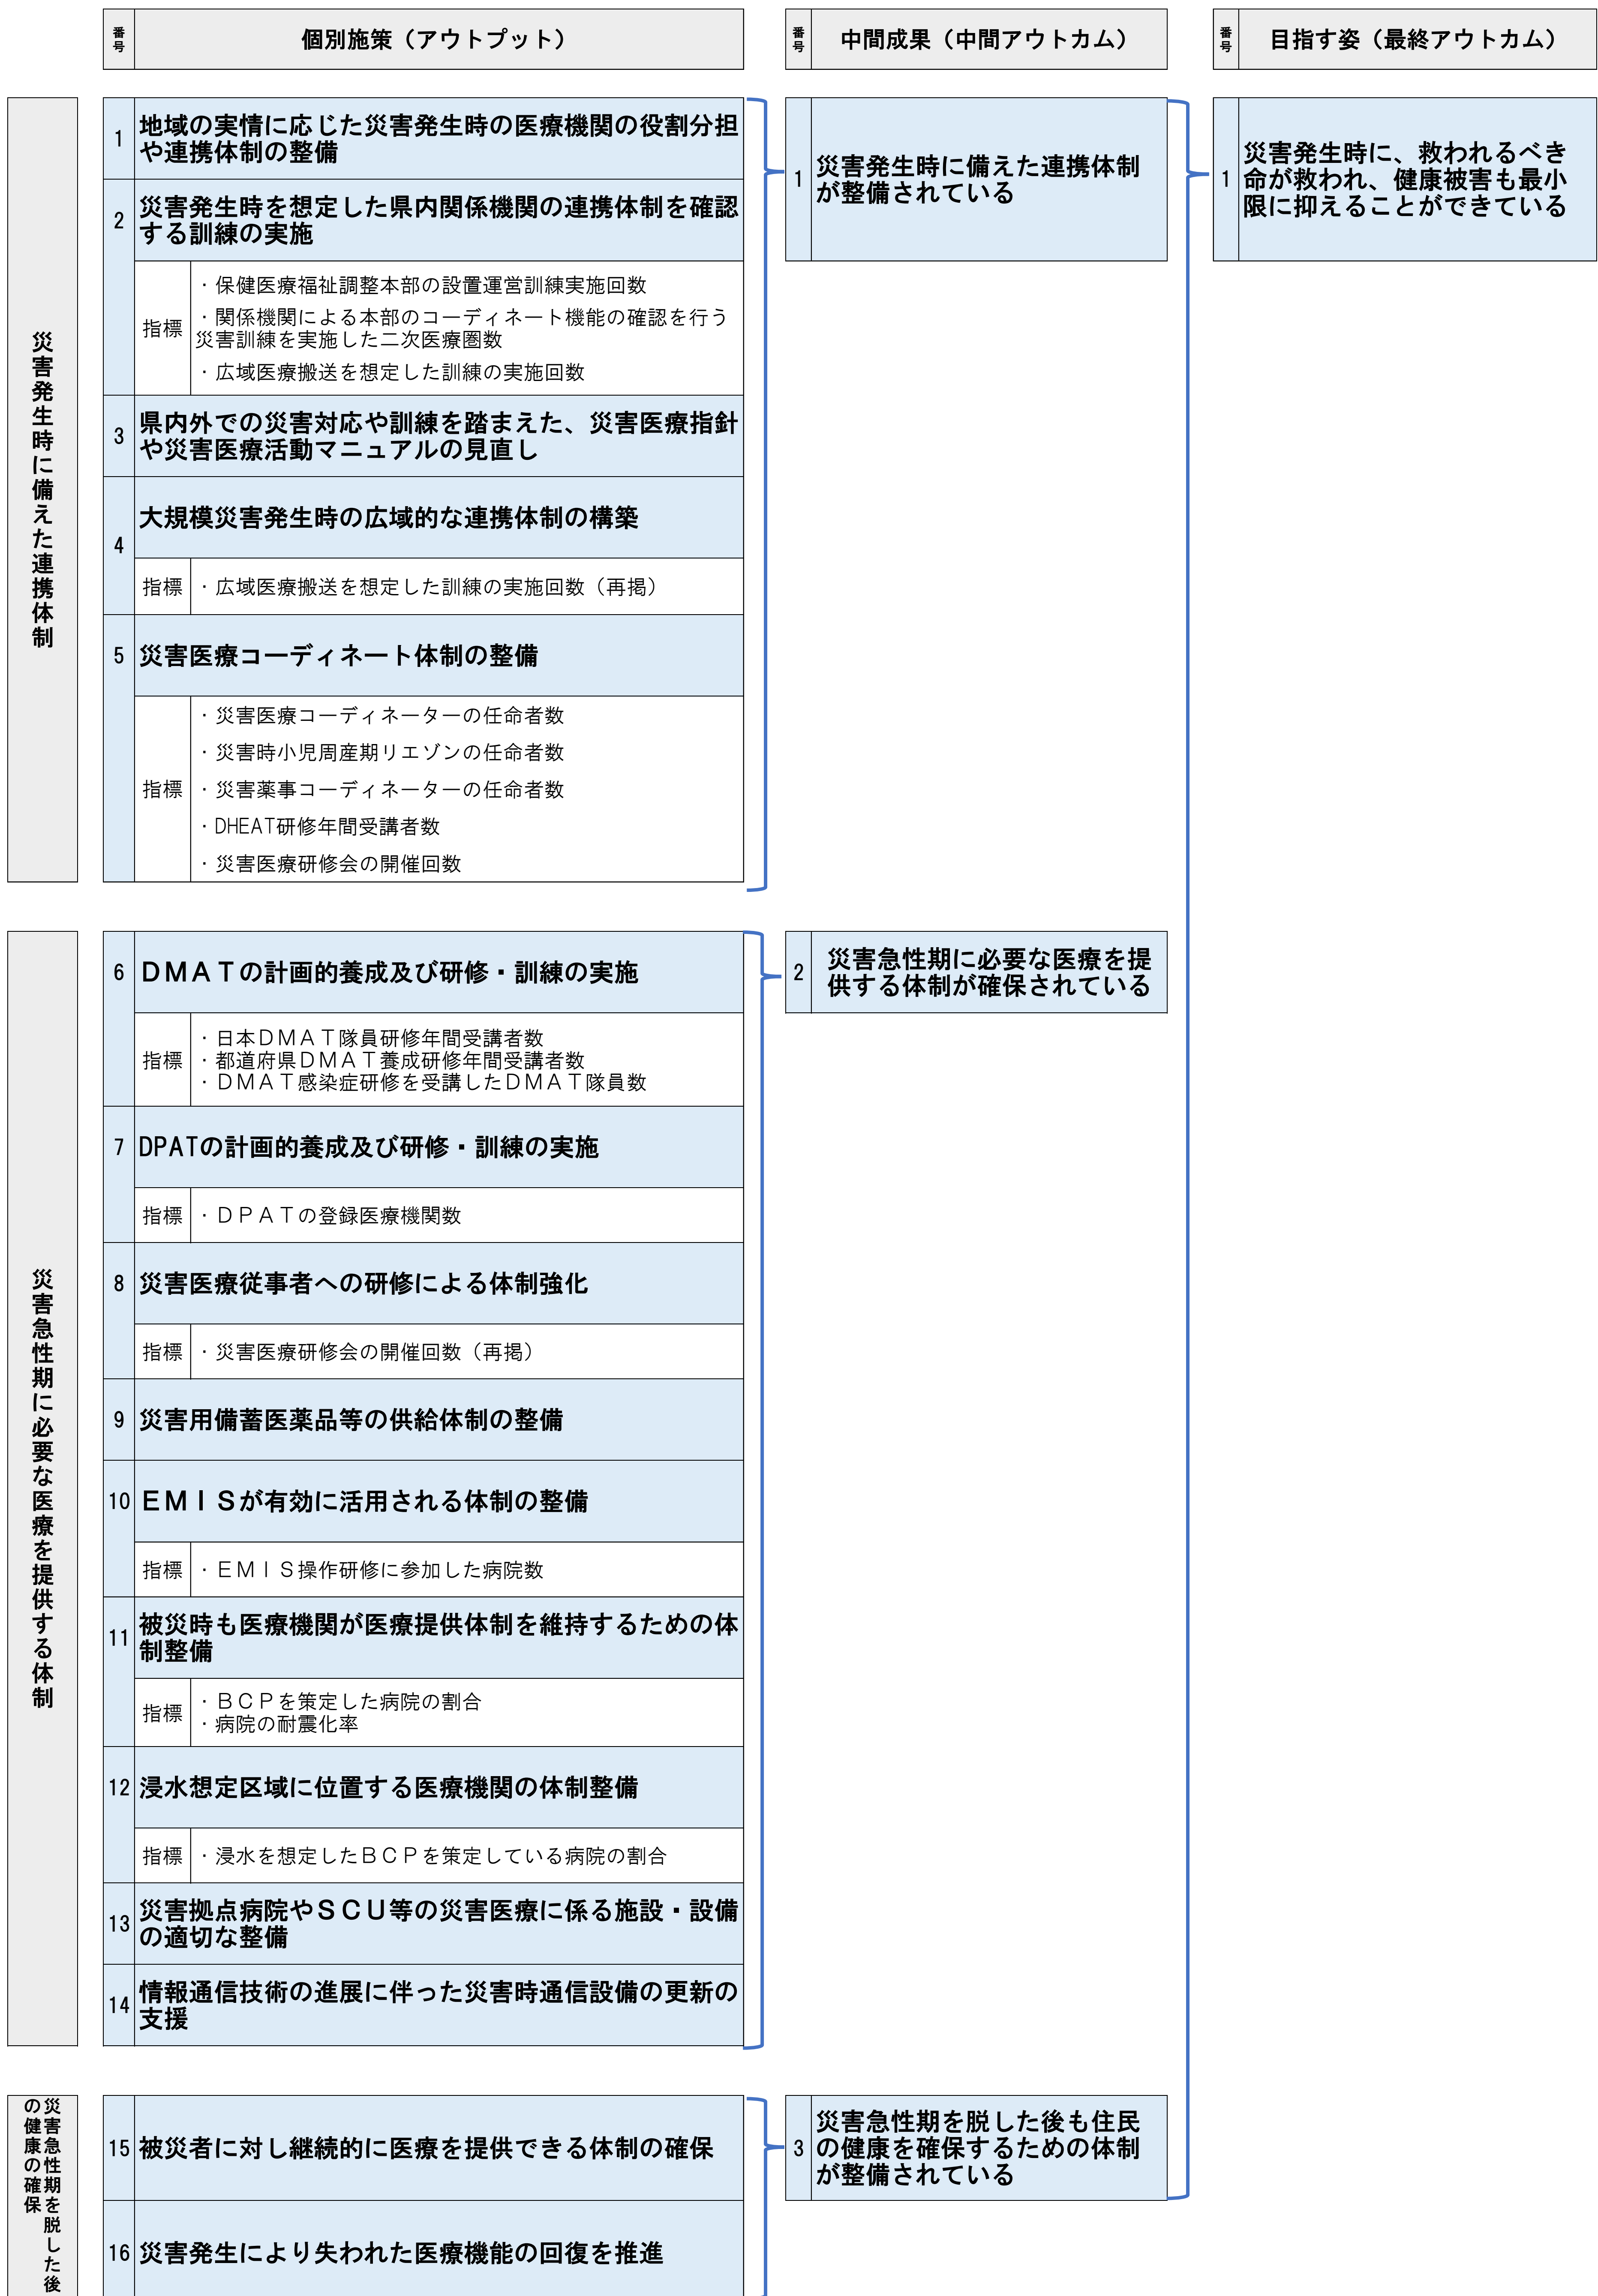 番号
個別施策（アウトプット）
番号
中間成果（中間アウトカム）
番号
目指す姿（最終アウトカム）
災害発生時に備えた連携体制
1
地域の実情に応じた災害発生時の医療機関の役割分担
や連携体制の整備
2
災害発生時を想定した県内関係機関の連携体制を確認
する訓練の実施
指標
・保健医療福祉調整本部の設置運営訓練実施回数
・関係機関による本部のコーディネート機能の確認を行う
災害訓練を実施した二次医療圏数
・広域医療搬送を想定した訓練の実施回数
3
県内外での災害対応や訓練を踏まえた、災害医療指針
や災害医療活動マニュアルの見直し
4
大規模災害発生時の広域的な連携体制の構築
指標
・広域医療搬送を想定した訓練の実施回数（再掲）
5
災害医療コーディネート体制の整備
指標
・災害医療コーディネーターの任命者数
・災害時小児周産期リエゾンの任命者数
・災害薬事コーディネーターの任命者数
・DHEAT研修年間受講者数
・災害医療研修会の開催回数
1
災害発生時に備えた連携体制
が整備されている
1
災害発生時に、救われるべき
命が救われ、健康被害も最小
限に抑えることができている
災害急性期に必要な医療を提供する体制
6
ＤＭＡＴの計画的養成及び研修・訓練の実施
指標
・日本ＤＭＡＴ隊員研修年間受講者数
・都道府県ＤＭＡＴ養成研修年間受講者数
・ＤＭＡＴ感染症研修を受講したＤＭＡＴ隊員数
7
DPATの計画的養成及び研修・訓練の実施
指標
・ＤＰＡＴの登録医療機関数
8
災害医療従事者への研修による体制強化
指標
・災害医療研修会の開催回数（再掲）
9
災害用備蓄医薬品等の供給体制の整備
10
ＥＭＩＳが有効に活用される体制の整備
指標
・ＥＭＩＳ操作研修に参加した病院数
11
被災時も医療機関が医療提供体制を維持するための体
制整備
指標
・ＢＣＰを策定した病院の割合
・病院の耐震化率
12
浸水想定区域に位置する医療機関の体制整備
指標
・浸水を想定したＢＣＰを策定している病院の割合
13
災害拠点病院やＳＣＵ等の災害医療に係る施設・設備
の適切な整備
14
情報通信技術の進展に伴った災害時通信設備の更新の
支援
2
災害急性期に必要な医療を提
供する体制が確保されている
災害急性期を脱した後
の健康の確保
15
被災者に対し継続的に医療を提供できる体制の確保
16
災害発生により失われた医療機能の回復を推進
3
災害急性期を脱した後も住民
の健康を確保するための体制
が整備されている